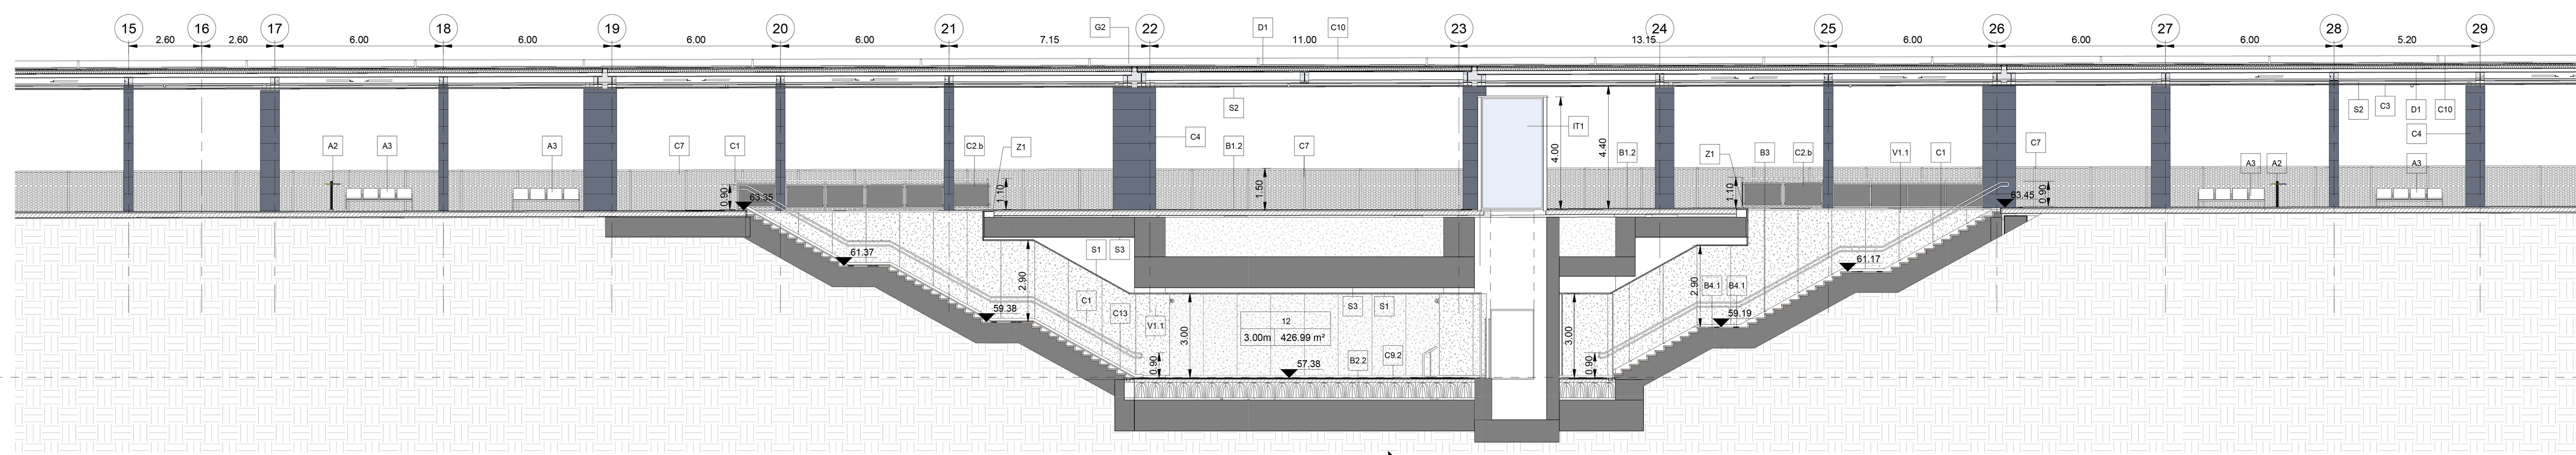 15 16 17 18 19 20 21 G2 22 D1 C10 23 24 25 26 27 28 29
2.60 2.60 6.00 6.00 6.00 6.00 7.15 11.00 13.15 6.00 6.00 6.00 5.20
S2 S2 C3 D1 C10
A2 A3 A3 C7 C1 C2.b Z1 C4 B1.2 C7 IT1 B1.2 Z1 B3 C2.b V1.1 C1 C7 A3 A2 A3 C4
4.00 4.40
0.90 63.35 1.10 1.50 1.10 63.45 0.90
61.37 S1 S3 61.17
2.90 2.90 B4.1 B4.1
59.38 C1 C13 V1.1 S3 S1 59.19
12
3.00m 426.99 m²
3.00 3.00
0.90 57.38 B2.2 C9.2 0.90